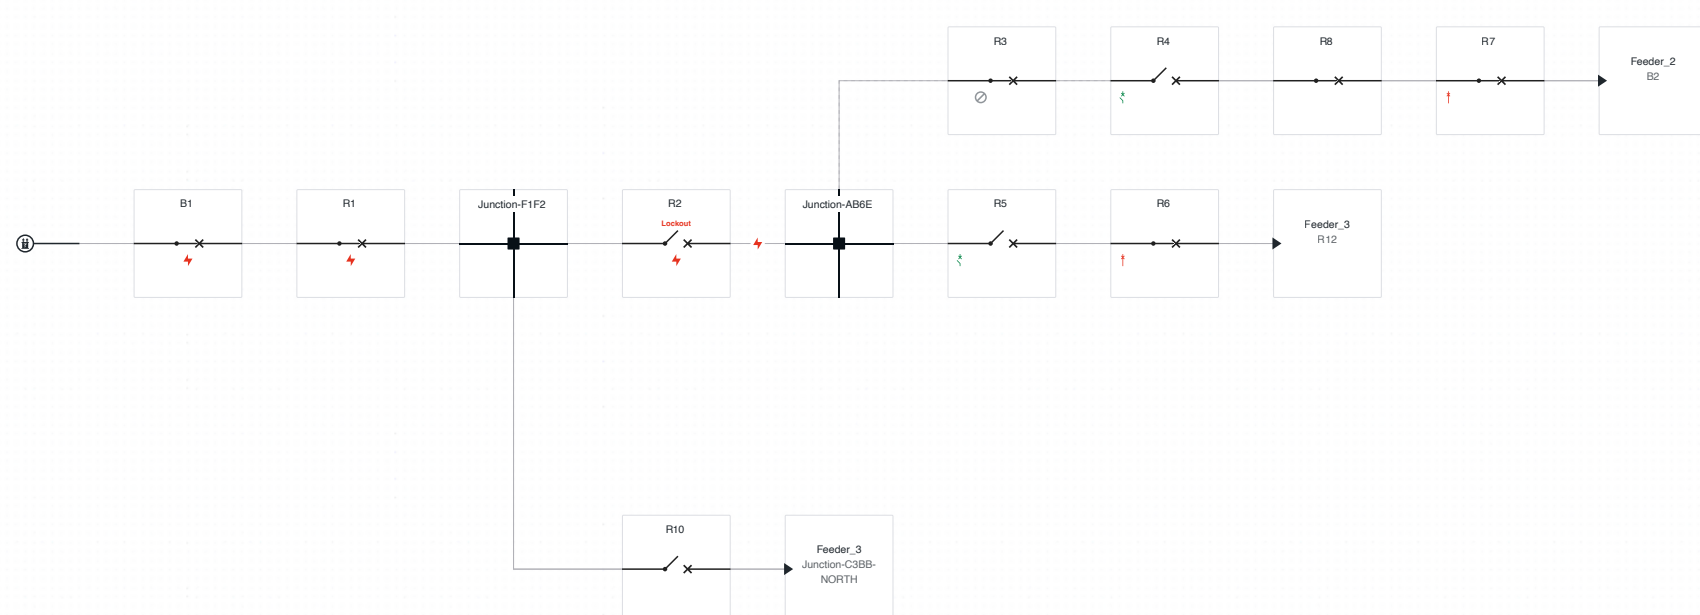 R3
R4
R8
R7
Feeder_2
B2
B1
R1
Junction-F1F2
R2
Lockout
Junction-AB6E
R5
R6
Feeder_3
R12
R10
Feeder_3
Junction-C3BB-
NORTH